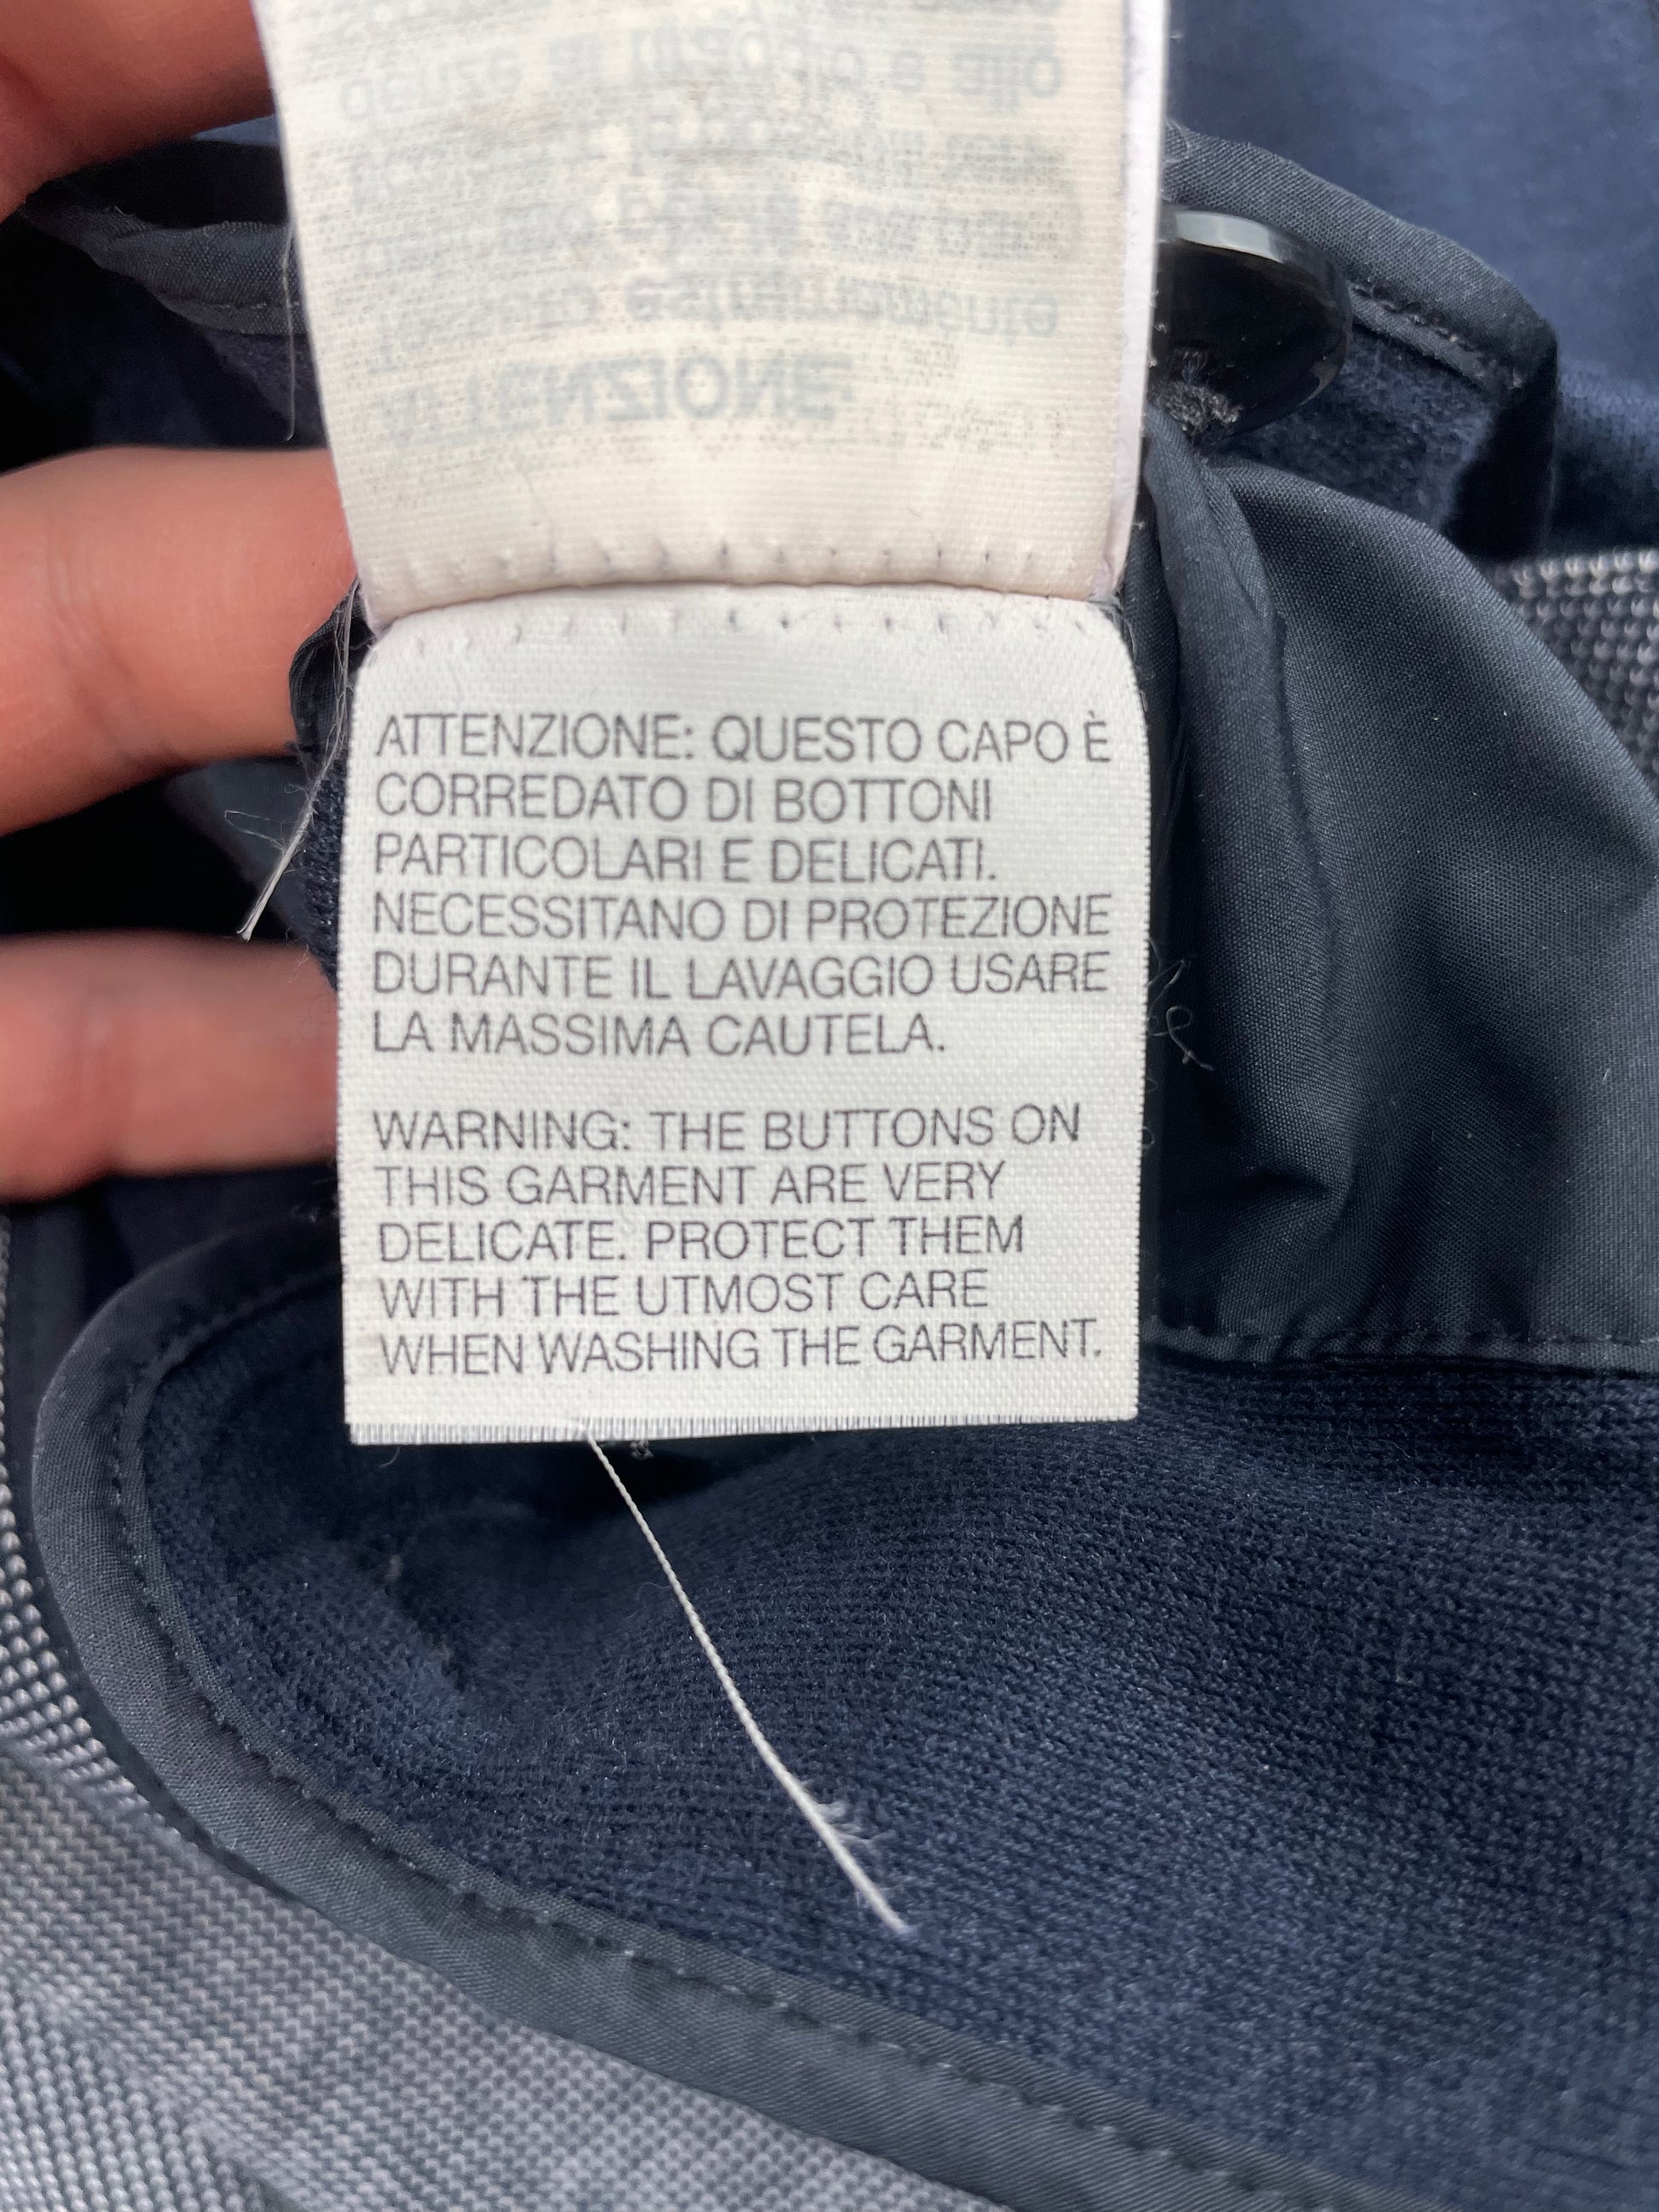 ATTENZIONE:
ATTENZIONE: QUESTO CAPO È
CORREDATO DI BOTTONI
PARTICOLARI E DELICATI.
NECESSITANO DI PROTEZIONE
DURANTE IL LAVAGGIO USARE
LA MASSIMA CAUTELA.
WARNING: THE BUTTONS ON
THIS GARMENT ARE VERY
DELICATE. PROTECT THEM
WITH THE UTMOST CARE
WHEN WASHING THE GARMENT.